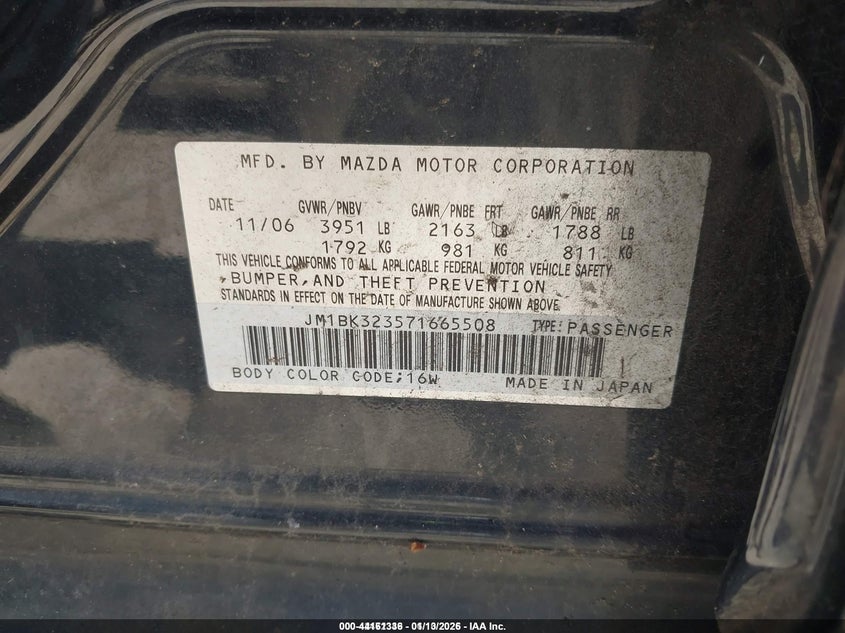 MFD. BY MAZDA MOTOR CORPORATION
DATE GVWR/PNBV GAWR/PNBE FRT GAWR/PNBE RR
11/06 3951 LB 2163 LB 1788 LB
1792 KG 981 KG 811 KG
THIS VEHICLE CONFORMS TO ALL APPLICABLE FEDERAL MOTOR VEHICLE SAFETY
, BUMPER, AND THEFT PREVENTION
STANDARDS IN EFFECT ON THE DATE OF MANUFACTURE SHOWN ABOVE.
JM1BK323571665508 TYPE: PASSENGER
BODY COLOR CODE;16W MADE IN JAPAN
- IAA Inc.